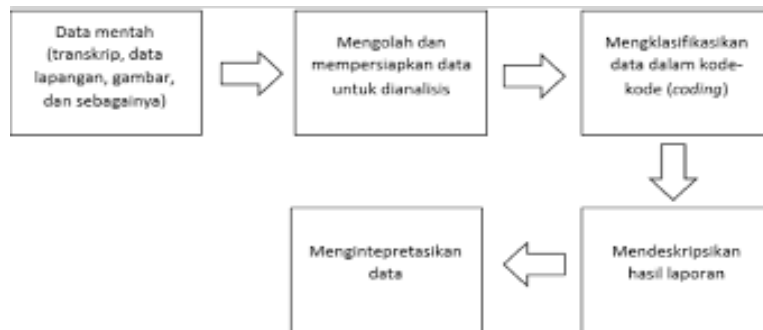 Data mentah
(transkrip, data
lapangan, gambar,
dan sebagainya)
Mengolah dan
mempersiapkan data
untuk dianalisis
Mengklasifikasikan
data dalam kode-
kode (coding)
Mendeskripsikan
hasil laporan
Mengintepretasikan
data